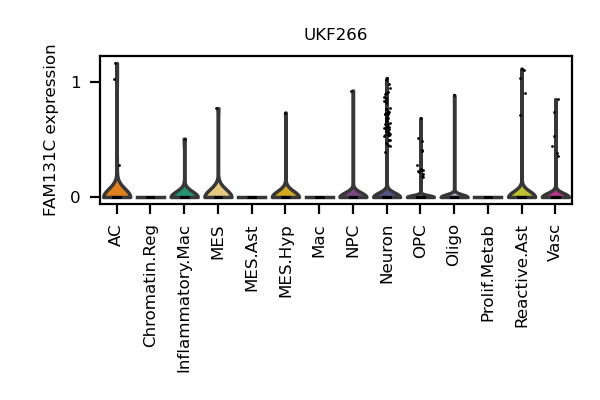 UKF266
FAM131C expression
1
0
AC
Chromatin.Reg
Inflammatory.Mac
MES
MES.Ast
MES.Hyp
Mac
NPC
Neuron
OPC
Oligo
Prolif.Metab
Reactive.Ast
Vasc